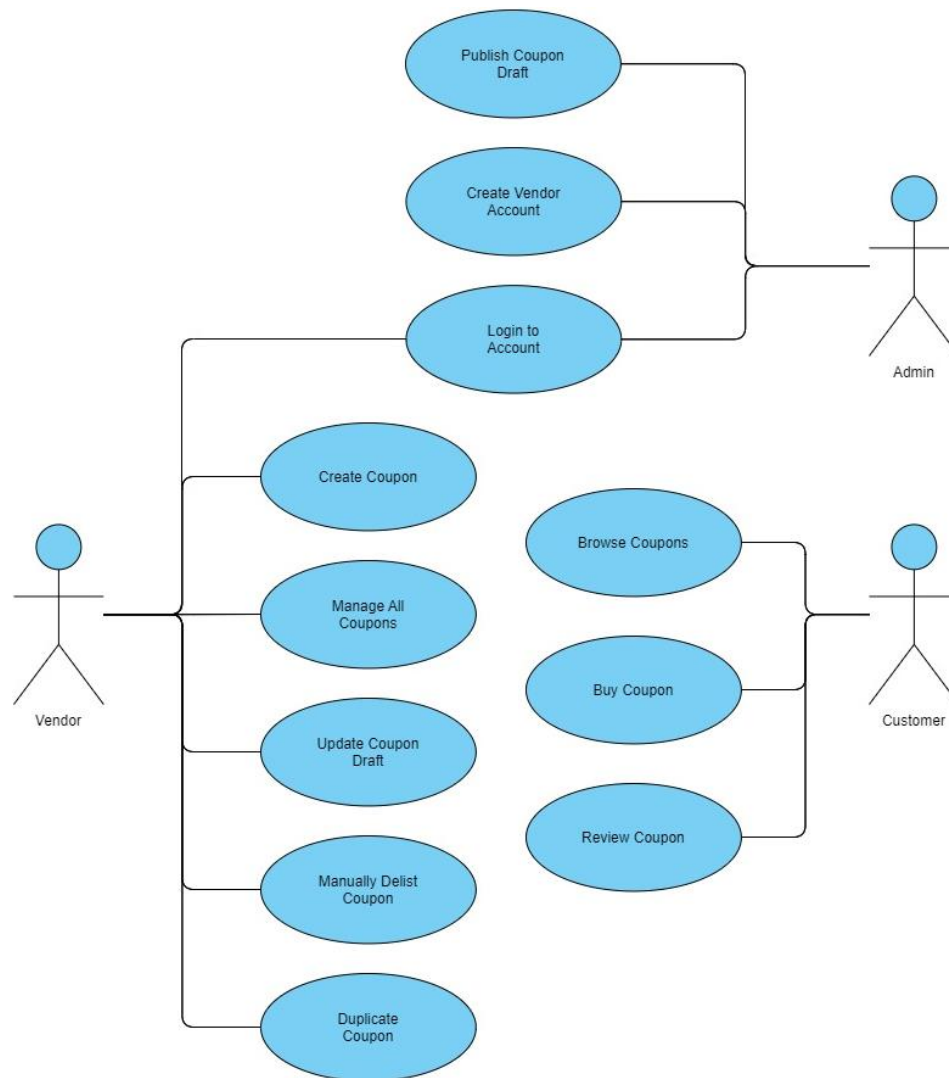 Publish Coupon
Draft
Create Vendor
Account
Login to
Account
Admin
Create Coupon
Browse Coupons
Manage All
Coupons
Buy Coupon
Vendor
Customer
Update Coupon
Draft
Review Coupon
Manually Delist
Coupon
Duplicate
Coupon